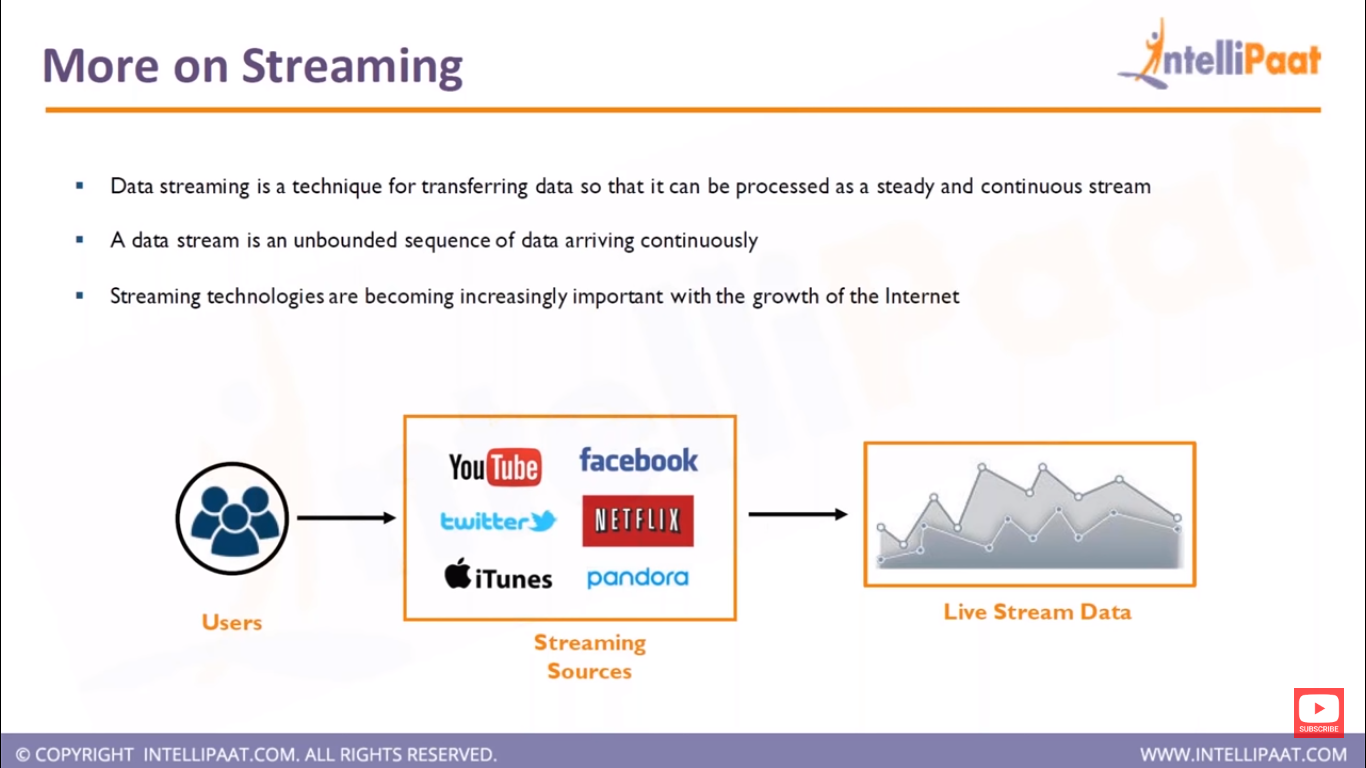 More on Streaming
IntelliPaat
Data streaming is a technique for transferring data so that it can be processed as a steady and continuous stream
A data stream is an unbounded sequence of data arriving continuously
Streaming technologies are becoming increasingly important with the growth of the Internet
YouTube
facebook
twitter
NETFLIX
iTunes
pandora
Users
Streaming
Sources
Live Stream Data
SUBSCRIBE
© COPYRIGHT INTELLIPAAT.COM. ALL RIGHTS RESERVED.
WWW.INTELLIPAAT.COM